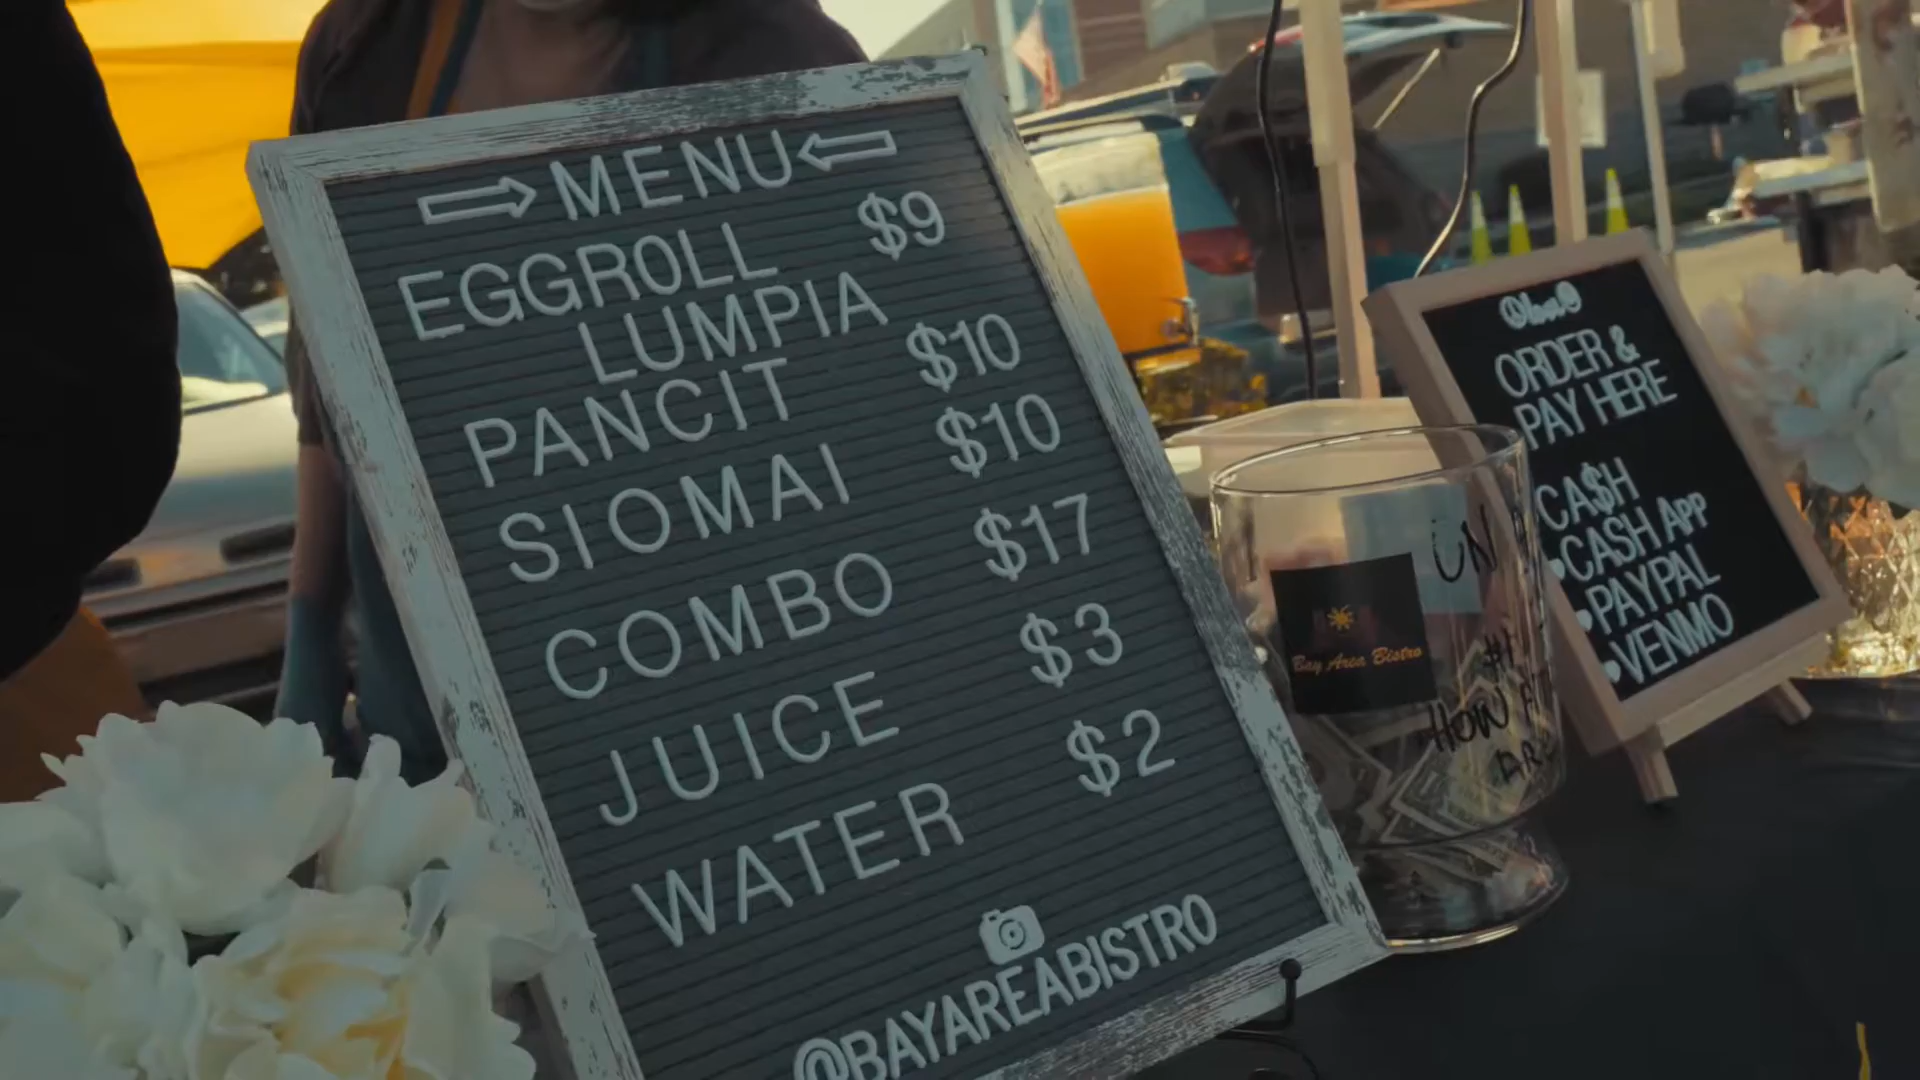 MENU
EGGROLL $9
LUMPIA
PANCIT $10
SIOMAI $10
COMBO $17
JUICE $3
WATER $2
@BAYAREABISTRO
Bay Area Bistro
HOW
ORDER &
PAY HERE
CA$H
CASH APP
PAYPAL
VENMO